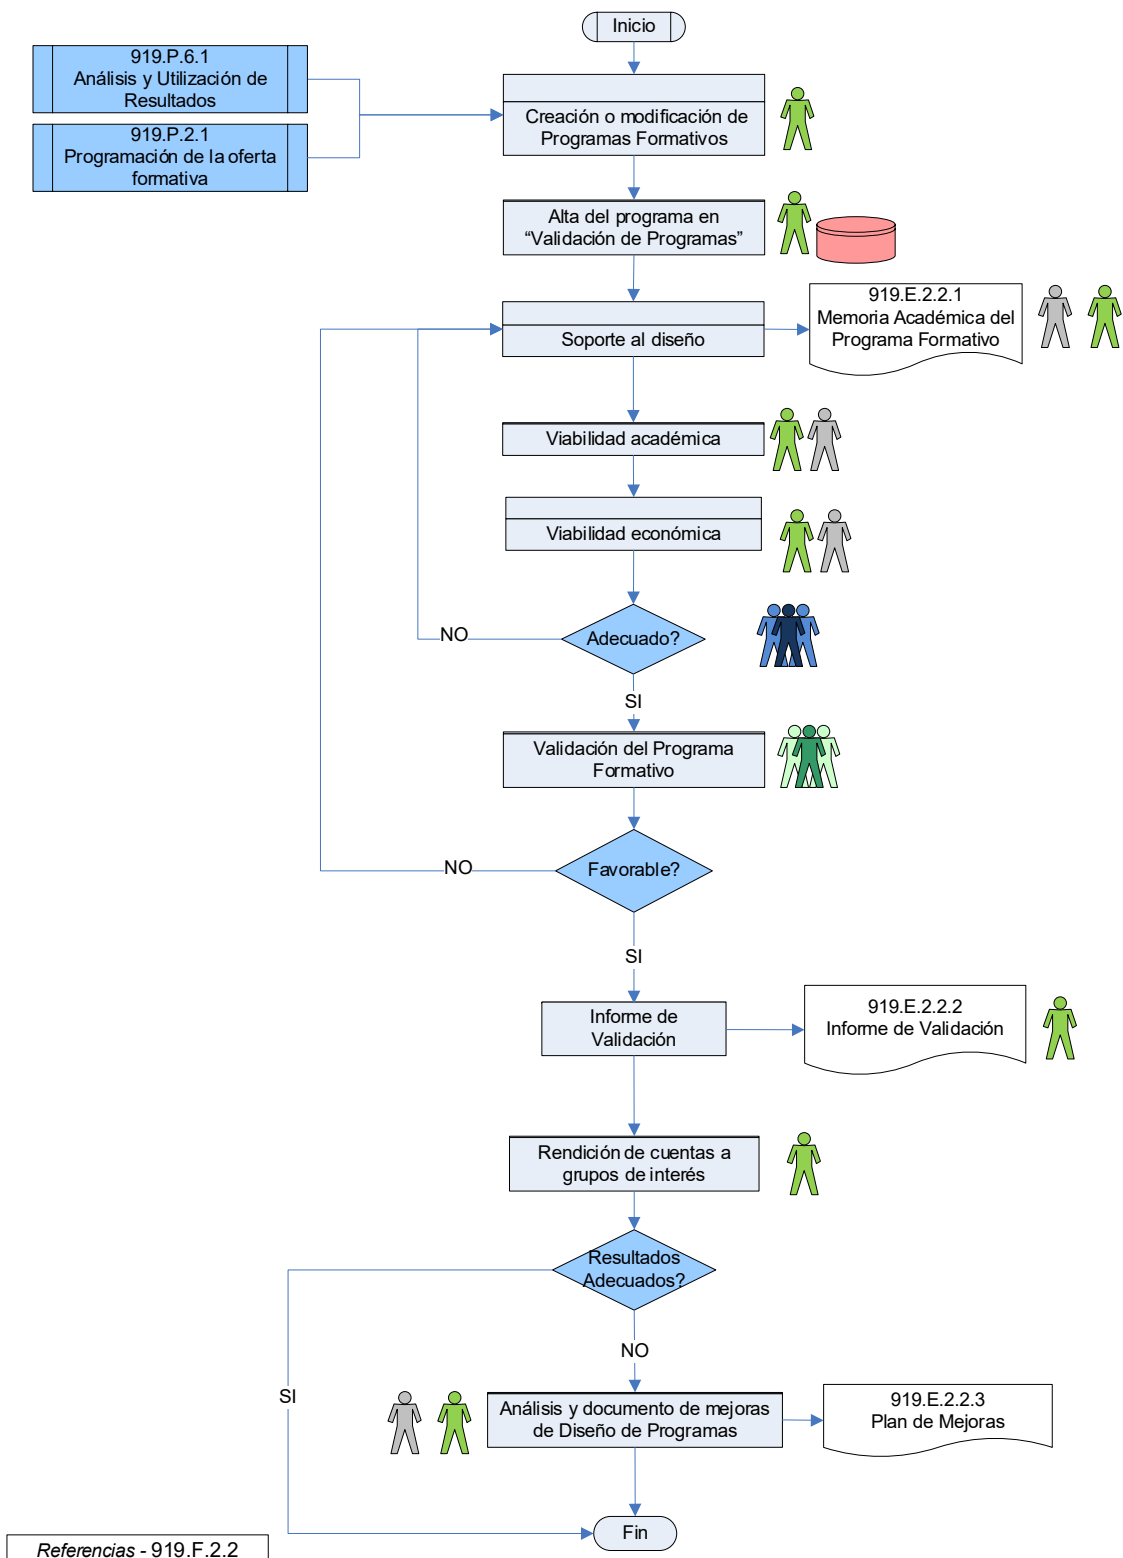 Inicio
919.P.6.1
Análisis y Utilización de
Resultados
919.P.2.1
Programación de la oferta
formativa
Creación o modificación de
Programas Formativos
Alta del programa en
“Validación de Programas”
Soporte al diseño
919.E.2.2.1
Memoria Académica del
Programa Formativo
Viabilidad académica
Viabilidad económica
Adecuado?
NO
SI
Validación del Programa
Formativo
Favorable?
NO
SI
Informe de
Validación
919.E.2.2.2
Informe de Validación
Rendición de cuentas a
grupos de interés
Resultados
Adecuados?
NO
SI
Análisis y documento de mejoras
de Diseño de Programas
919.E.2.2.3
Plan de Mejoras
Fin
Referencias - 919.F.2.2